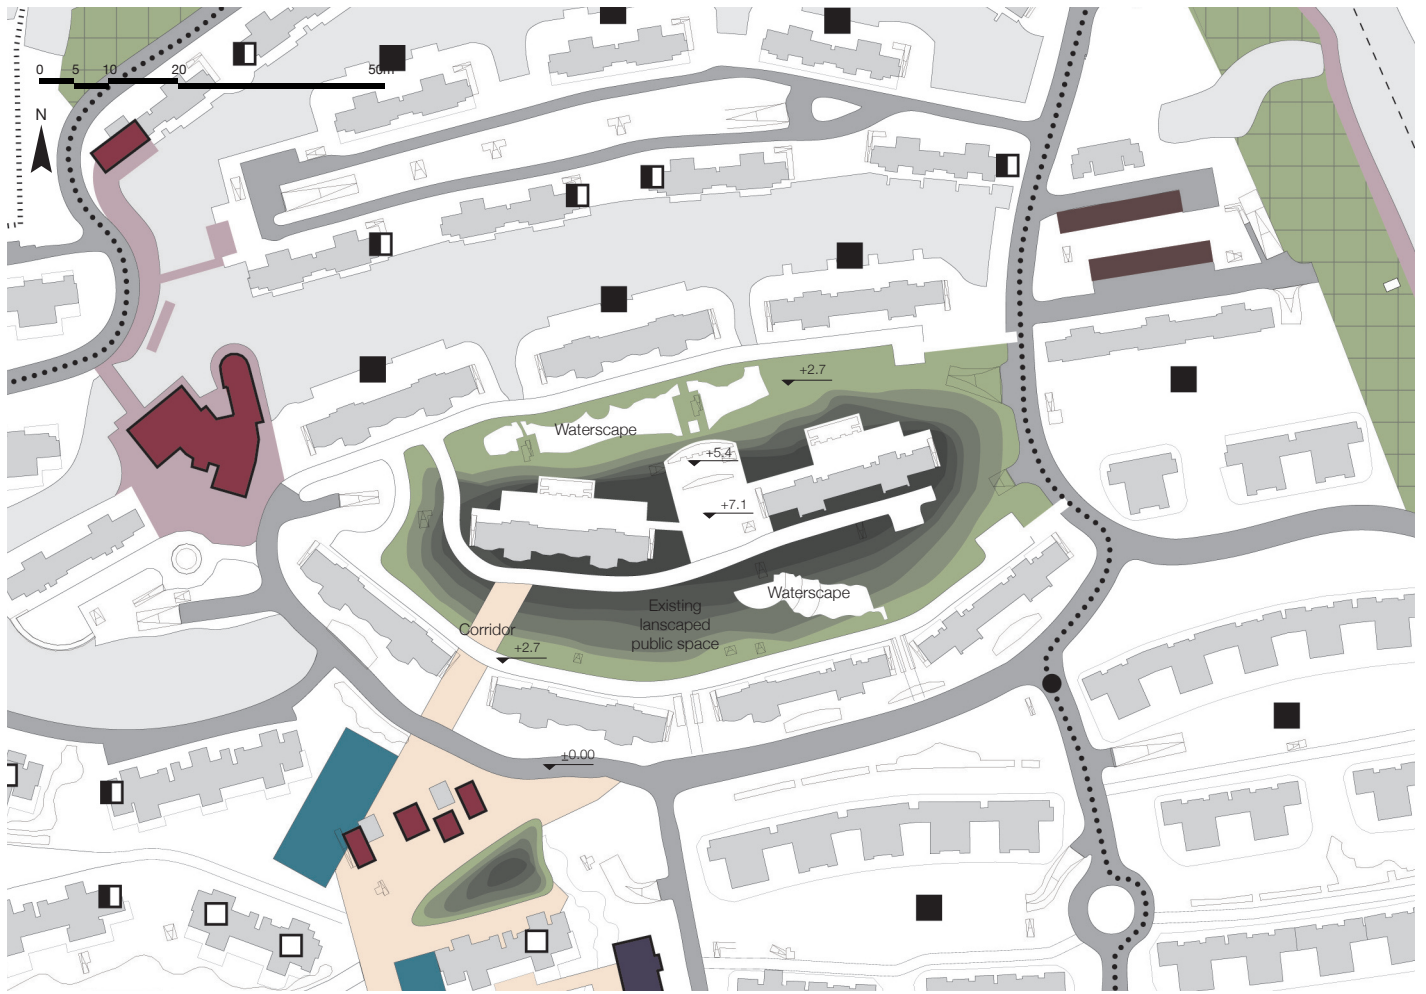 0 5 10 20 50m
N
+2.7
Waterscape
+5.4
+7.1
Waterscape
Existing
lanscaped
public space
Corridor
+2.7
±0.00